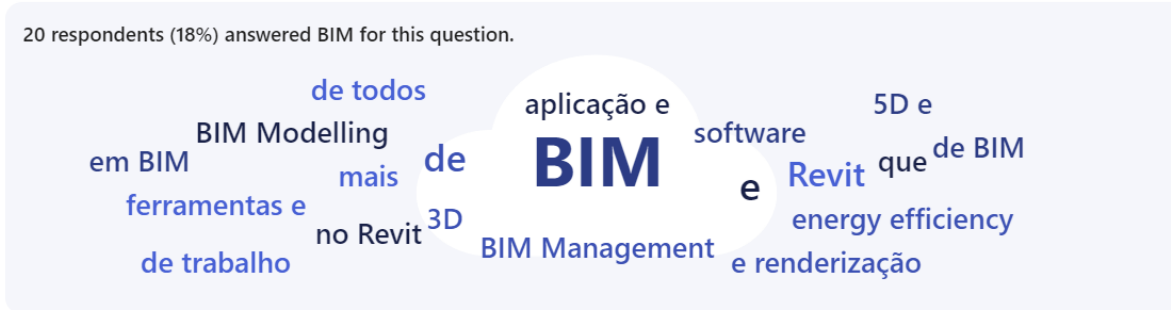 20 respondents (18%) answered BIM for this question.
de todos
aplicação e
5D e
BIM Modelling
software
em BIM
mais
de
BIM
e
Revit
que
de BIM
ferramentas e
no Revit
3D
energy efficiency
de trabalho
BIM Management
e renderização